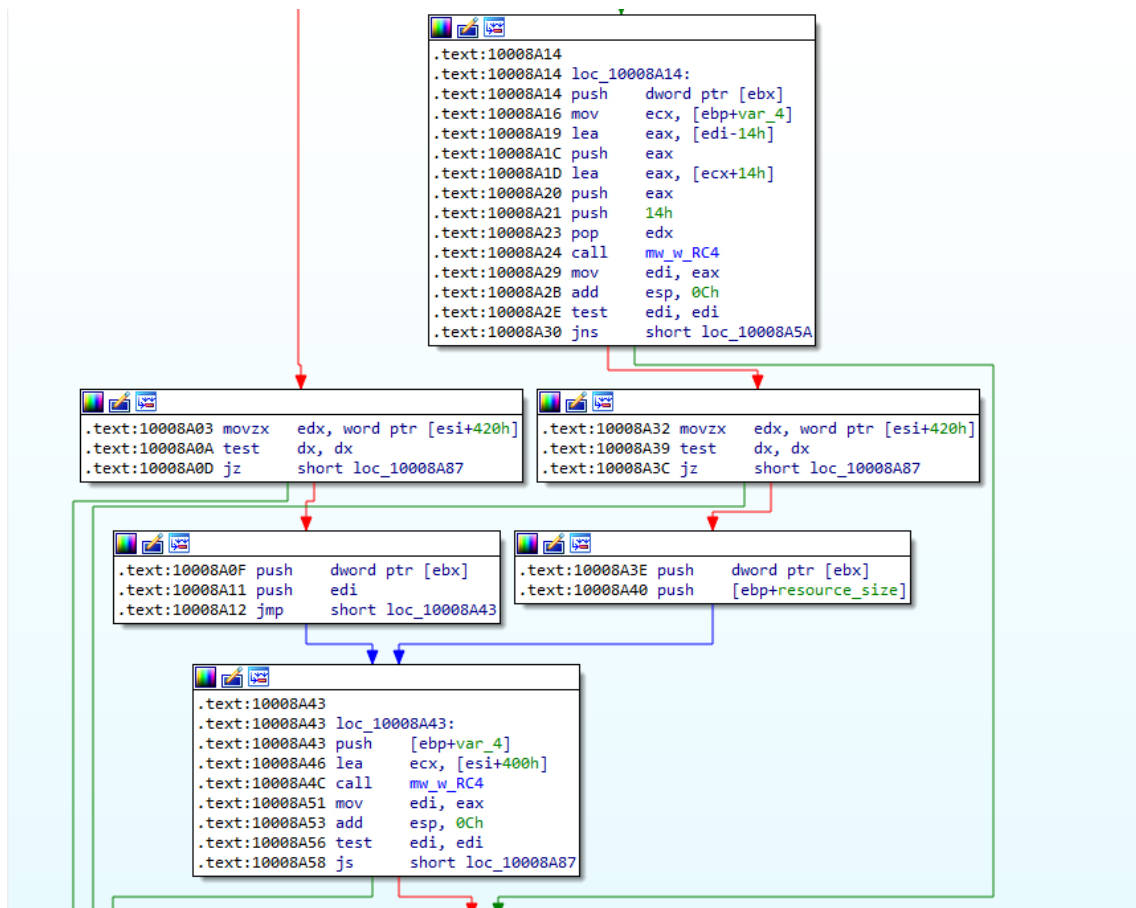 .text:10008A14
.text:10008A14 loc_10008A14:
.text:10008A14 push dword ptr [ebx]
.text:10008A16 mov ecx, [ebp+var_4]
.text:10008A19 lea eax, [edi-14h]
.text:10008A1C push eax
.text:10008A1D lea eax, [ecx+14h]
.text:10008A20 push eax
.text:10008A21 push 14h
.text:10008A23 pop edx
.text:10008A24 call mw_w_RC4
.text:10008A29 mov edi, eax
.text:10008A2B add esp, 0Ch
.text:10008A2E test edi, edi
.text:10008A30 jns short loc_10008A5A
.text:10008A03 movzx edx, word ptr [esi+420h]
.text:10008A0A test dx, dx
.text:10008A0D jz short loc_10008A87
.text:10008A32 movzx edx, word ptr [esi+420h]
.text:10008A39 test dx, dx
.text:10008A3C jz short loc_10008A87
.text:10008A0F push dword ptr [ebx]
.text:10008A11 push edi
.text:10008A12 jmp short loc_10008A43
.text:10008A3E push dword ptr [ebx]
.text:10008A40 push [ebp+resource_size]
.text:10008A43
.text:10008A43 loc_10008A43:
.text:10008A43 push [ebp+var_4]
.text:10008A46 lea ecx, [esi+400h]
.text:10008A4C call mw_w_RC4
.text:10008A51 mov edi, eax
.text:10008A53 add esp, 0Ch
.text:10008A56 test edi, edi
.text:10008A58 js short loc_10008A87